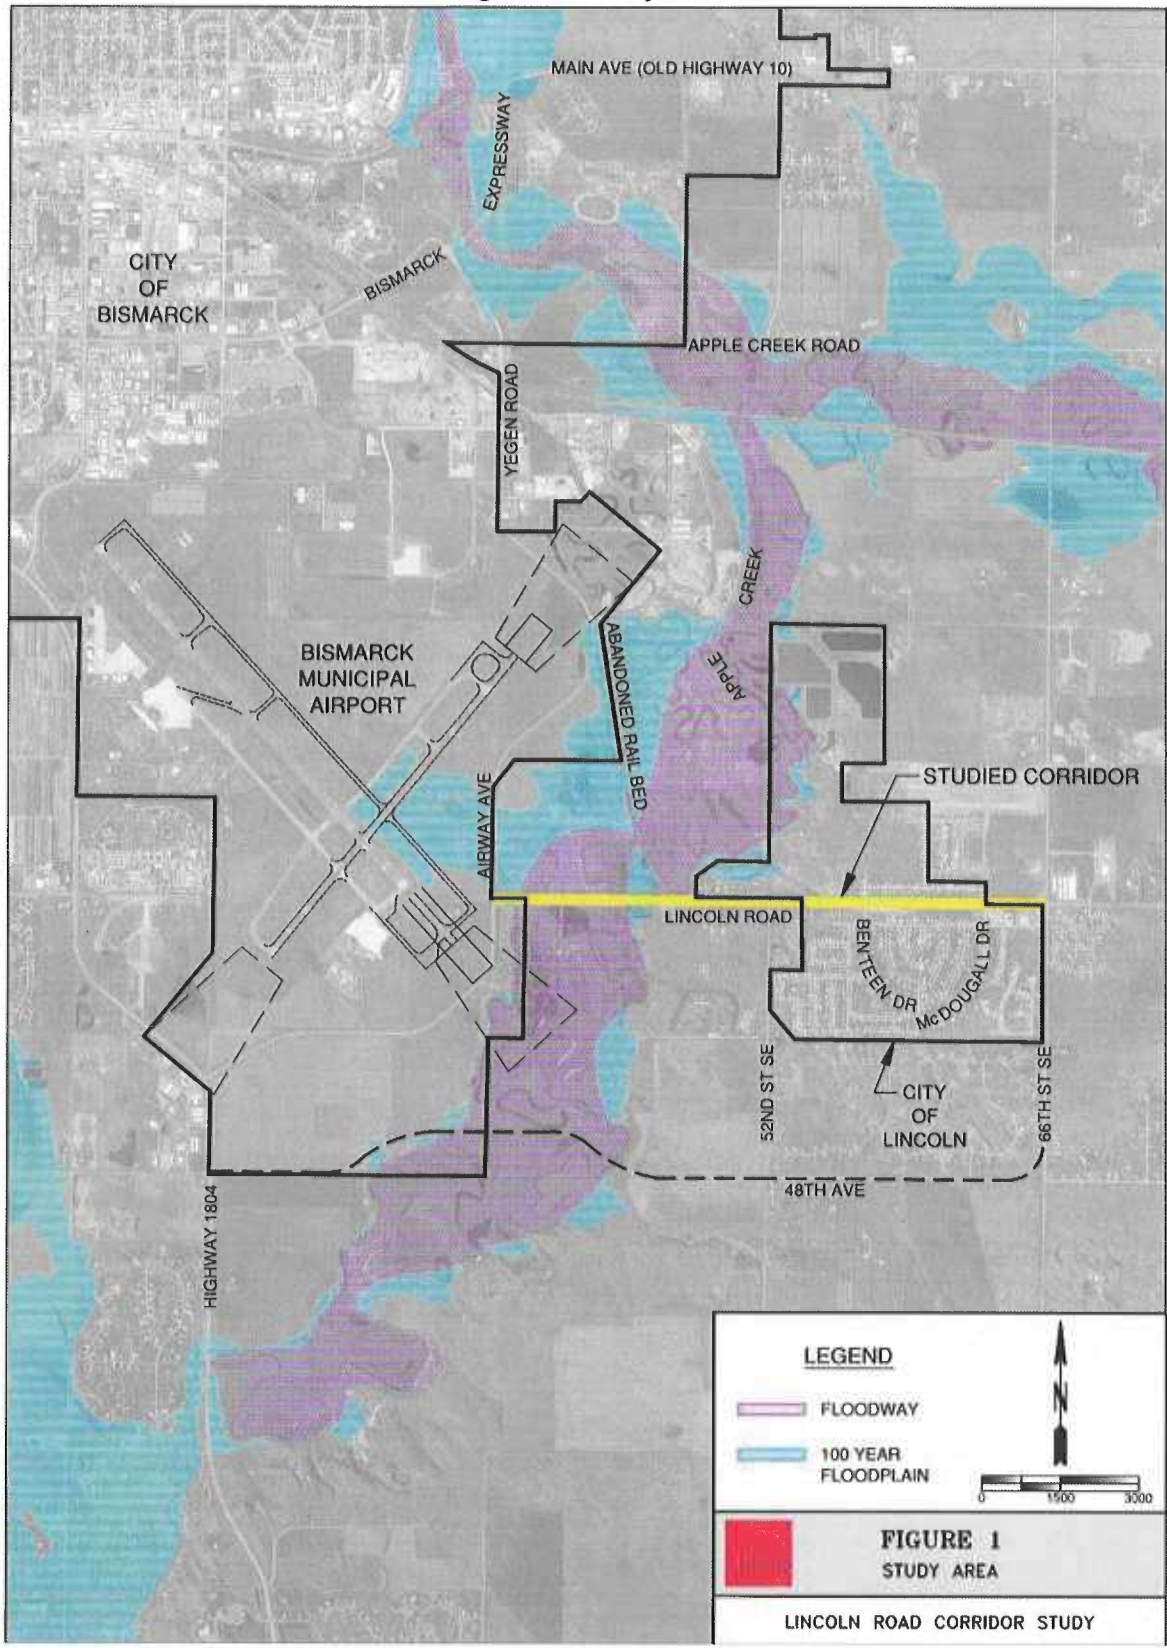 MAIN AVE (OLD HIGHWAY 10)
EXPRESSWAY
CITY
OF
BISMARCK
BISMARCK
APPLE CREEK ROAD
YEGEN ROAD
CREEK
APPLE
BISMARCK
MUNICIPAL
AIRPORT
ABANDONED RAIL BED
AIRWAY AVE
STUDIED CORRIDOR
LINCOLN ROAD
BEN TEEN DR
McDOUGALL DR
52ND ST SE
CITY
OF
LINCOLN
66TH ST SE
48TH AVE
HIGHWAY 1804
LEGEND
FLOODWAY
100 YEAR
FLOODPLAIN
N
0 1500 3000
FIGURE 1
STUDY AREA
LINCOLN ROAD CORRIDOR STUDY